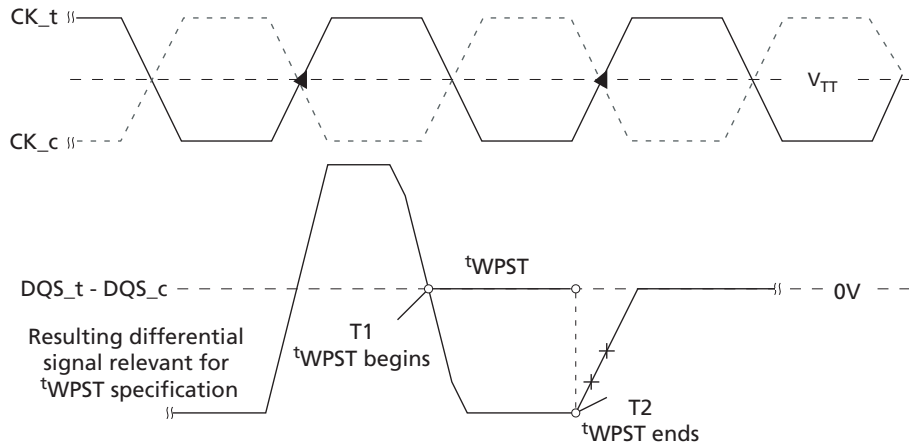 CK_t
V_TT
CK_c
tWPST
DQS_t - DQS_c
0V
Resulting differential
signal relevant for
tWPST specification
T1
tWPST begins
T2
tWPST ends